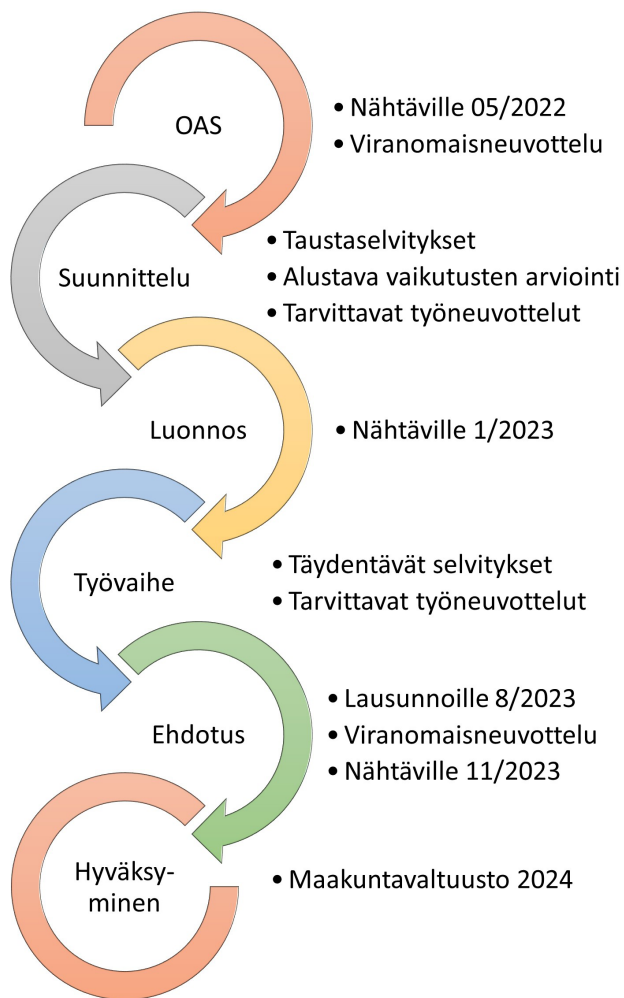 OAS
• Nähtäville 05/2022
• Viranomaisneuvottelu
Suunnittelu
• Taustaselvitykset
• Alustava vaikutusten arviointi
• Tarvittavat työneuvottelut
Luonnos
• Nähtäville 1/2023
Työvaihe
• Täydentävät selvitykset
• Tarvittavat työneuvottelut
Ehdotus
• Lausunnoille 8/2023
• Viranomaisneuvottelu
• Nähtäville 11/2023
Hyväksy-
minen
• Maakuntavaltuusto 2024